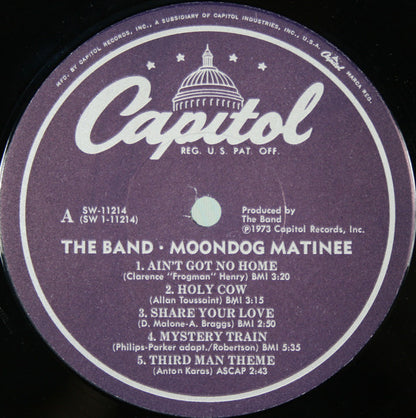 MFG. BY CAPITOL RECORDS, INC., A SUBSIDIARY OF CAPITOL INDUSTRIES, INC., U.S.A. Capitol MARCA REG.
Capitol
REG. U.S. PAT. OFF.
A
SW-11214
(SW 1-11214)
Produced by
The Band
℗1973 Capitol Records, Inc.
THE BAND · MOONDOG MATINEE
1. AIN'T GOT NO HOME
(Clarence "Frogman" Henry) BMI 3:20
2. HOLY COW
(Allan Toussaint) BMI 3:15
3. SHARE YOUR LOVE
(D. Malone-A. Braggs) BMI 2:50
4. MYSTERY TRAIN
(Philips-Parker adapt./Robertson) BMI 5:35
5. THIRD MAN THEME
(Anton Karas) ASCAP 2:43